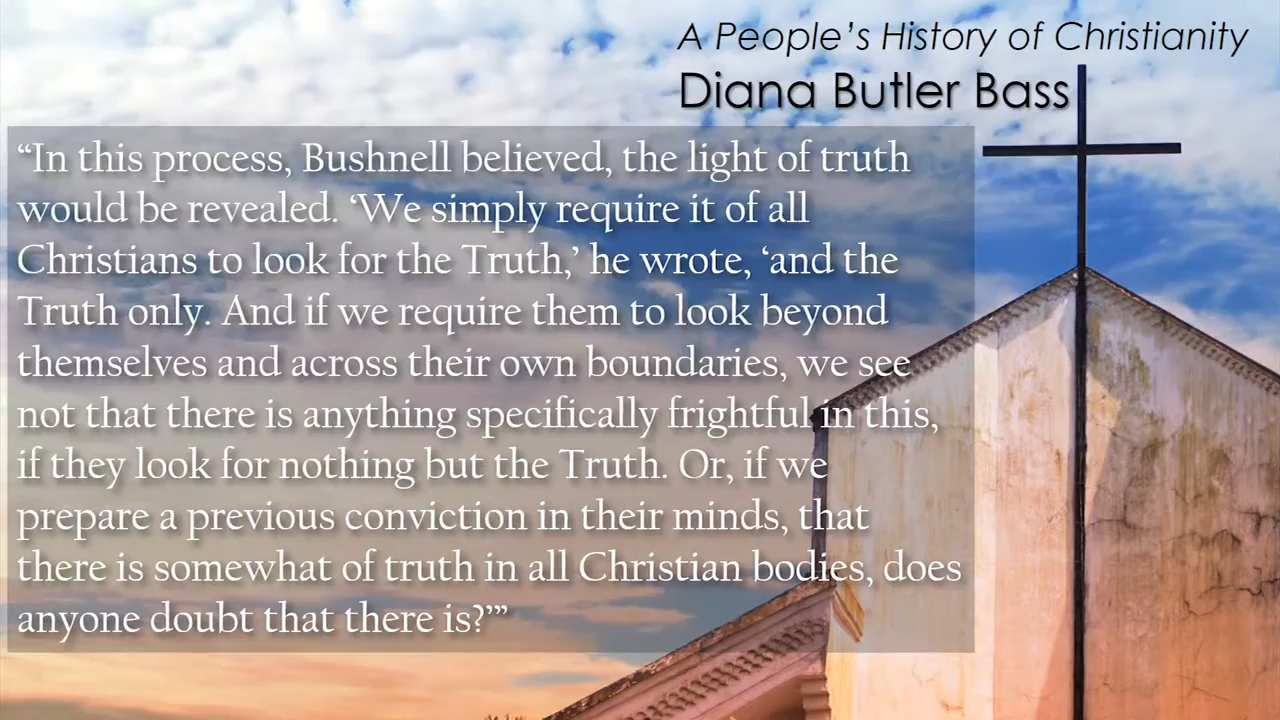 A People’s History of Christianity
Diana Butler Bass
“In this process, Bushnell believed, the light of truth
would be revealed. ‘We simply require it of all
Christians to look for the Truth,’ he wrote, ‘and the
Truth only. And if we require them to look beyond
themselves and across their own boundaries, we see
not that there is anything specifically frightful in this,
if they look for nothing but the Truth. Or, if we
prepare a previous conviction in their minds, that
there is somewhat of truth in all Christian bodies, does
anyone doubt that there is?’”